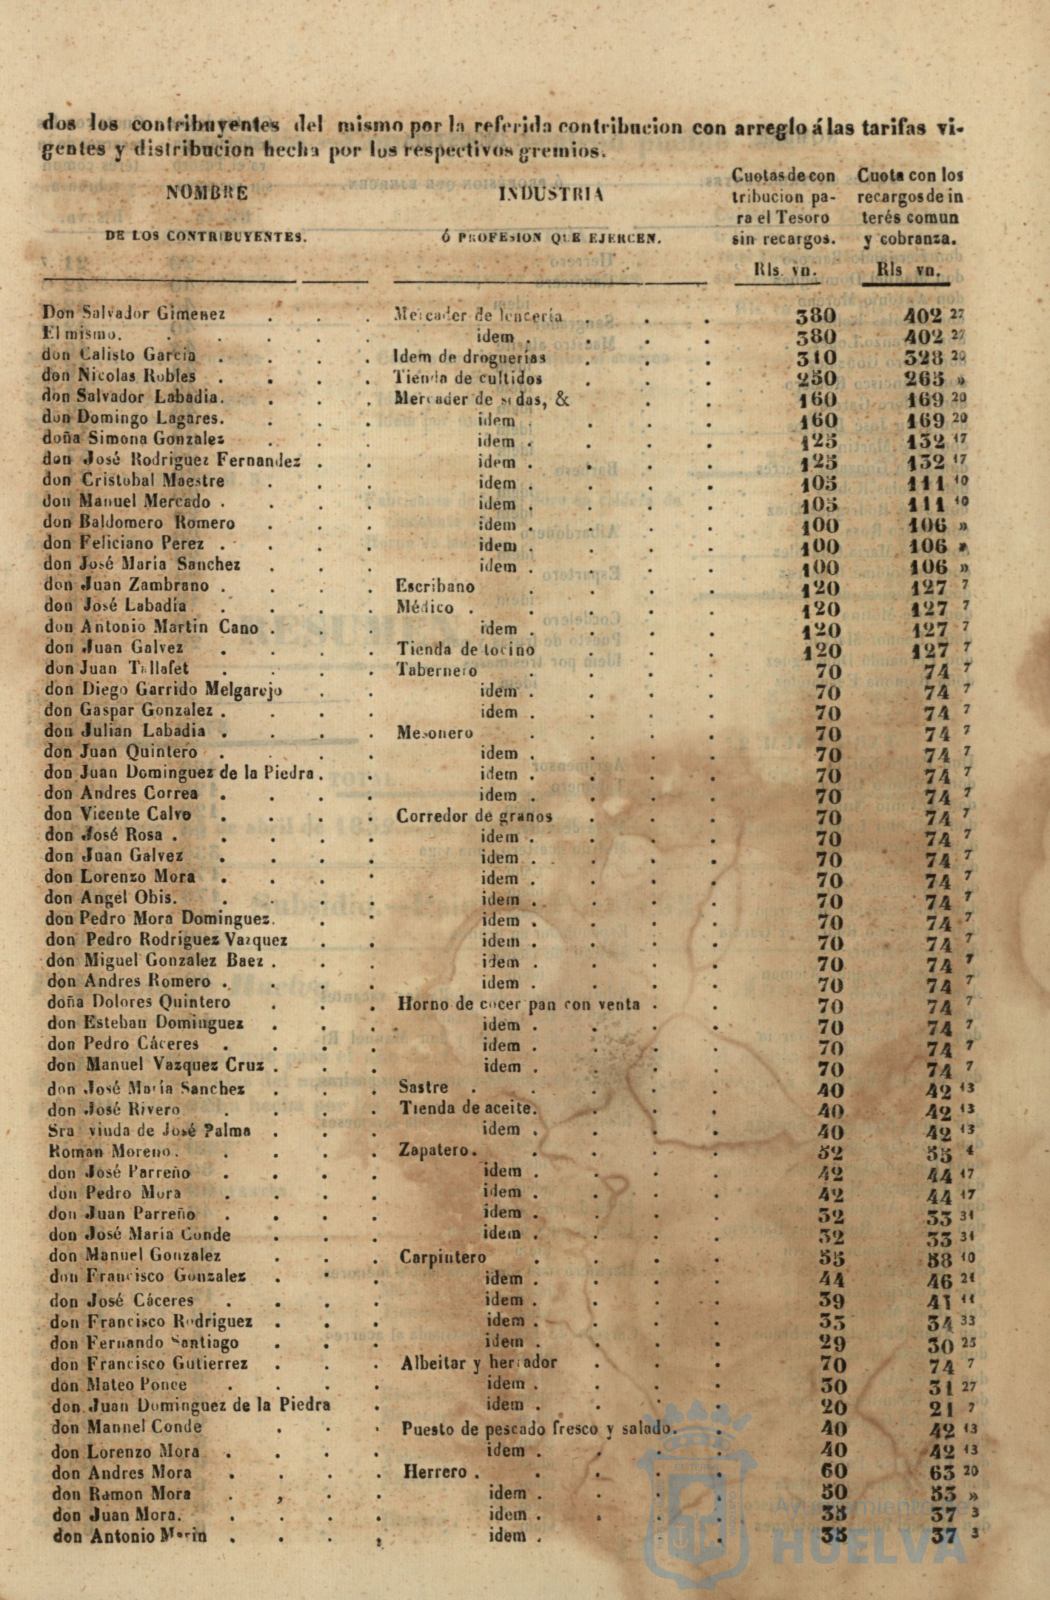 dos los contribuyentes del mismo por la referida contribucion con arreglo á las tarifas vi-
gentes y distribucion hecha por los respectivos gremios.
NOMBRE INDUSTRIA Cuotas de con Cuota con los
tribucion pa- recargos de in
ra el Tesoro terés comun
DE LOS CONTRIBUYENTES. Ó PROFESION QUE EJERCEN. sin recargos. y cobranza.
Rls vn. Rls vn.
Don Salvador Gimenez . . . Mercader de lencería . . . 380 402 27
El mismo. . . . . . idem . . . . 380 402 27
don Calisto García . . . . Idem de droguerias . . . 310 328 20
don Nicolas Robles . . . . Tienda de cultidos . . . 250 265 »
don Salvador Labadia. . . . Mercader de sedas, & . . 160 169 20
don Domingo Lagares. . . . idem . . . . 160 169 20
doña Simona Gonzalez . . . idem . . . . 125 132 17
don José Rodriguez Fernandez . . idem . . . . 125 132 17
don Cristobal Maestre . . . idem . . . . 105 111 10
don Manuel Mercado . . . . idem . . . . 105 111 10
don Baldomero Romero . . . idem . . . . 100 106 »
don Feliciano Perez . . . . idem . . . . 100 106 »
don José Maria Sanchez . . . idem . . . . 100 106 »
don Juan Zambrano . . . . Escribano . . . . 120 127 7
don José Labadía . . . . Médico . . . . . 120 127 7
don Antonio Martin Cano . . . idem . . . . 120 127 7
don Juan Galvez . . . . Tienda de tocino . . . 120 127 7
don Juan Tallafet . . . . Tabernero . . . . 70 74 7
don Diego Garrido Melgarejo . . idem . . . . 70 74 7
don Gaspar Gonzalez . . . . idem . . . . 70 74 7
don Julian Labadia . . . . Mesonero . . . . 70 74 7
don Juan Quintero . . . . idem . . . . 70 74 7
don Juan Dominguez de la Piedra . . idem . . . . 70 74 7
don Andres Correa . . . . idem . . . . 70 74 7
don Vicente Calvo . . . . Corredor de granos . . . 70 74 7
don José Rosa . . . . . idem . . . . 70 74 7
don Juan Galvez . . . . idem . . . . 70 74 7
don Lorenzo Mora . . . . idem . . . . 70 74 7
don Angel Obis. . . . . idem . . . . 70 74 7
don Pedro Mora Dominguez. . . idem . . . . 70 74 7
don Pedro Rodriguez Vazquez . . idem . . . . 70 74 7
don Miguel Gonzalez Baez . . . idem . . . . 70 74 7
don Andres Romero . . . . idem . . . . 70 74 7
doña Dolores Quintero . . . Horno de cocer pan con venta . . 70 74 7
don Esteban Dominguez . . . idem . . . . 70 74 7
don Pedro Cáceres . . . . idem . . . . 70 74 7
don Manuel Vazquez Cruz . . . idem . . . . 70 74 7
don José María Sanchez . . . Sastre . . . . . 40 42 13
don José Rivero . . . . Tienda de aceite. . . . 40 42 13
Sra viuda de José Palma . . . idem . . . . 40 42 13
Roman Moreno . . . . . Zapatero . . . . . 52 55 4
don José Parreño . . . . idem . . . . 42 44 17
don Pedro Mora . . . . idem . . . . 42 44 17
don Juan Parreño . . . . idem . . . . 32 33 31
don José Maria Conde . . . idem . . . . 32 33 31
don Manuel Gonzalez . . . Carpintero . . . . 55 58 10
don Francisco Gonzalez . . . idem . . . . 44 46 21
don José Cáceres . . . . idem . . . . 39 41 11
don Francisco Rodriguez . . . idem . . . . 33 34 33
don Fernando Santiago . . . idem . . . . 29 30 25
don Francisco Gutierrez . . . Albeitar y herrador . . . 70 74 7
don Mateo Ponce . . . . idem . . . . 30 31 27
don Juan Dominguez de la Piedra . idem . . . . 20 21 7
don Manuel Conde . . . Puesto de pescado fresco y salado. . 40 42 13
don Lorenzo Mora . . . . idem . . . . 40 42 13
don Andres Mora . . . . Herrero . . . . . 60 63 20
don Ramon Mora . , . . idem . . . . 50 53 »
don Juan Mora. . . . . idem . . . . 35 37 3
don Antonio Marin . . . , idem . . . . 35 37 3
Ayuntamiento de
HUELVA